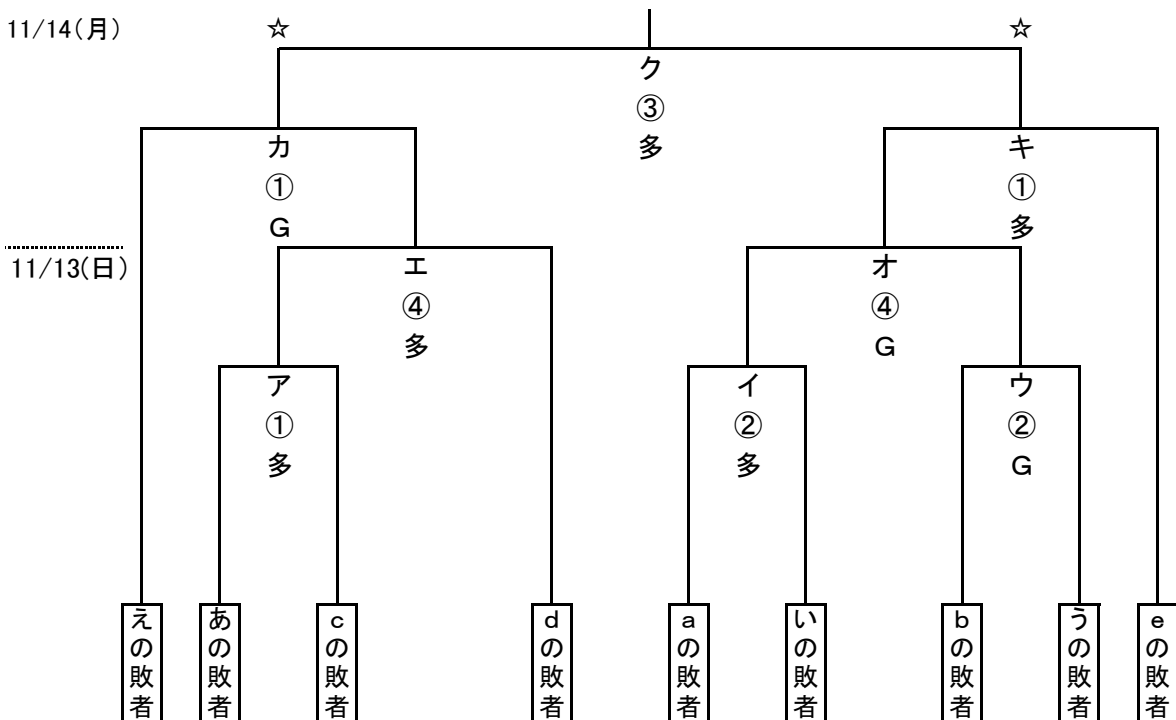 11/14(月)
☆
☆
ク
③
多
カ
①
G
キ
①
多
11/13(日)
エ
④
多
オ
④
G
ア
①
多
イ
②
多
ウ
②
G
えの敗者
あの敗者
cの敗者
dの敗者
aの敗者
いの敗者
bの敗者
うの敗者
eの敗者